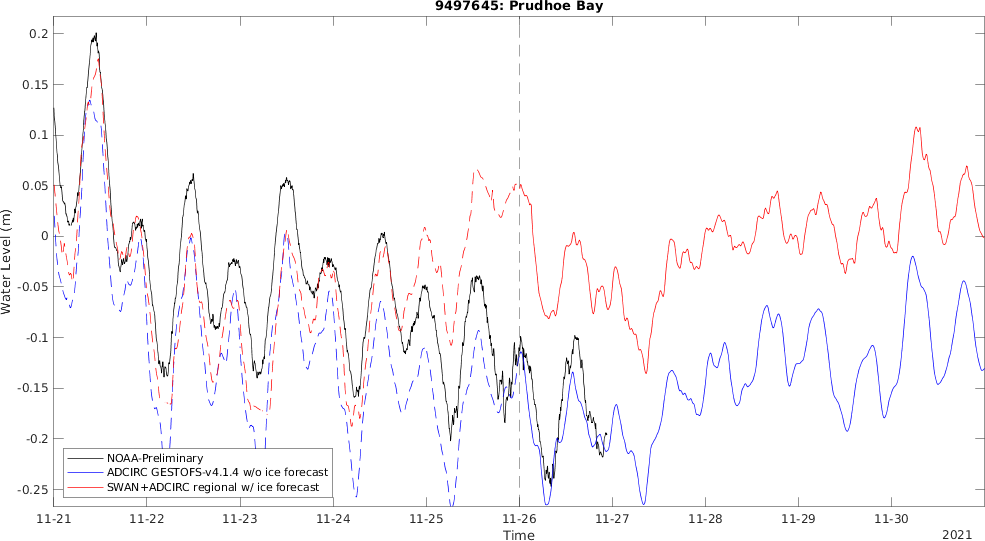 9497645: Prudhoe Bay
Water Level (m)
0.2
0.15
0.1
0.05
0
-0.05
-0.1
-0.15
-0.2
-0.25
NOAA-Preliminary
ADCIRC GESTOFS-v4.1.4 w/o ice forecast
SWAN+ADCIRC regional w/ ice forecast
11-21 11-22 11-23 11-24 11-25 11-26 11-27 11-28 11-29 11-30
Time
2021